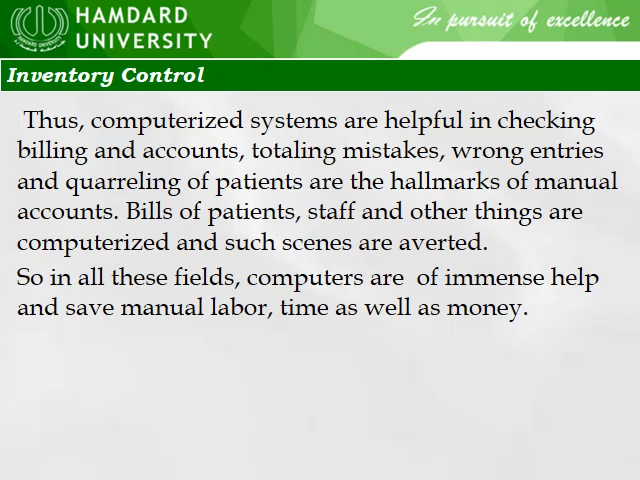 HAMDARD
UNIVERSITY
In pursuit of excellence
Inventory Control
Thus, computerized systems are helpful in checking
billing and accounts, totaling mistakes, wrong entries
and quarreling of patients are the hallmarks of manual
accounts. Bills of patients, staff and other things are
computerized and such scenes are averted.
So in all these fields, computers are  of immense help
and save manual labor, time as well as money.